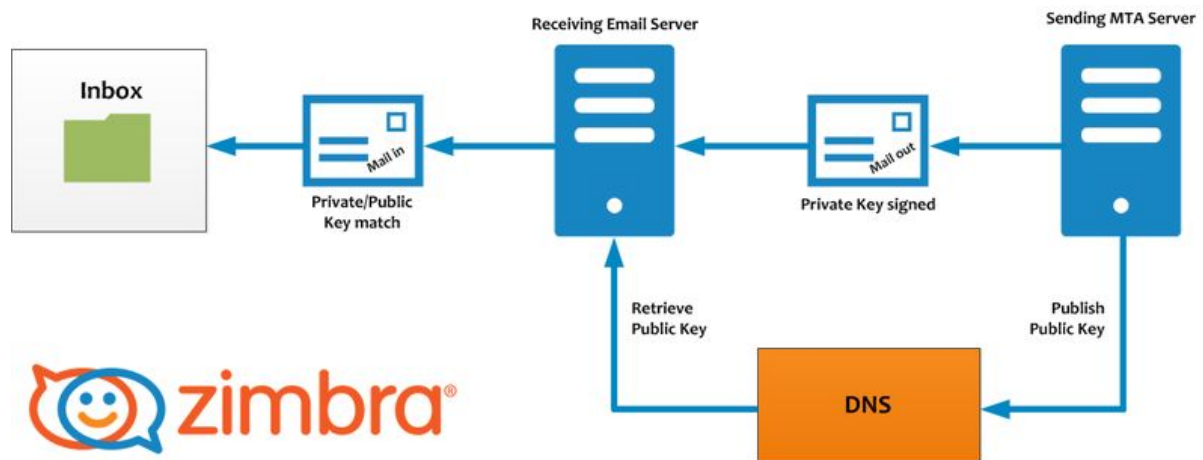 Receiving Email Server
Sending MTA Server
Inbox
Mail in
Mail out
Private/Public
Key match
Private Key signed
Retrieve
Public Key
Publish
Public Key
DNS
zimbra®